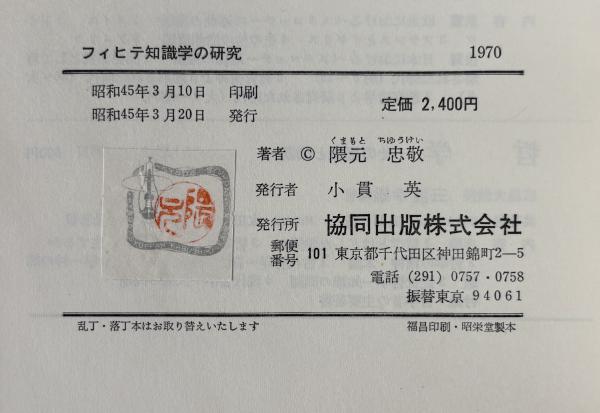 フィヒテ知識学の研究 1970
昭和45年3月10日 印刷
昭和45年3月20日 発行
定価 2,400円
くまもと ちゆうけい
著者 © 隈元 忠敬
発行者 小貫 英
発行所 協同出版株式会社
郵便番号 101 東京都千代田区神田錦町2―5
電話 (291) 0757・0758
振替東京 94061
乱丁・落丁本はお取り替えいたします 福昌印刷・昭栄堂製本